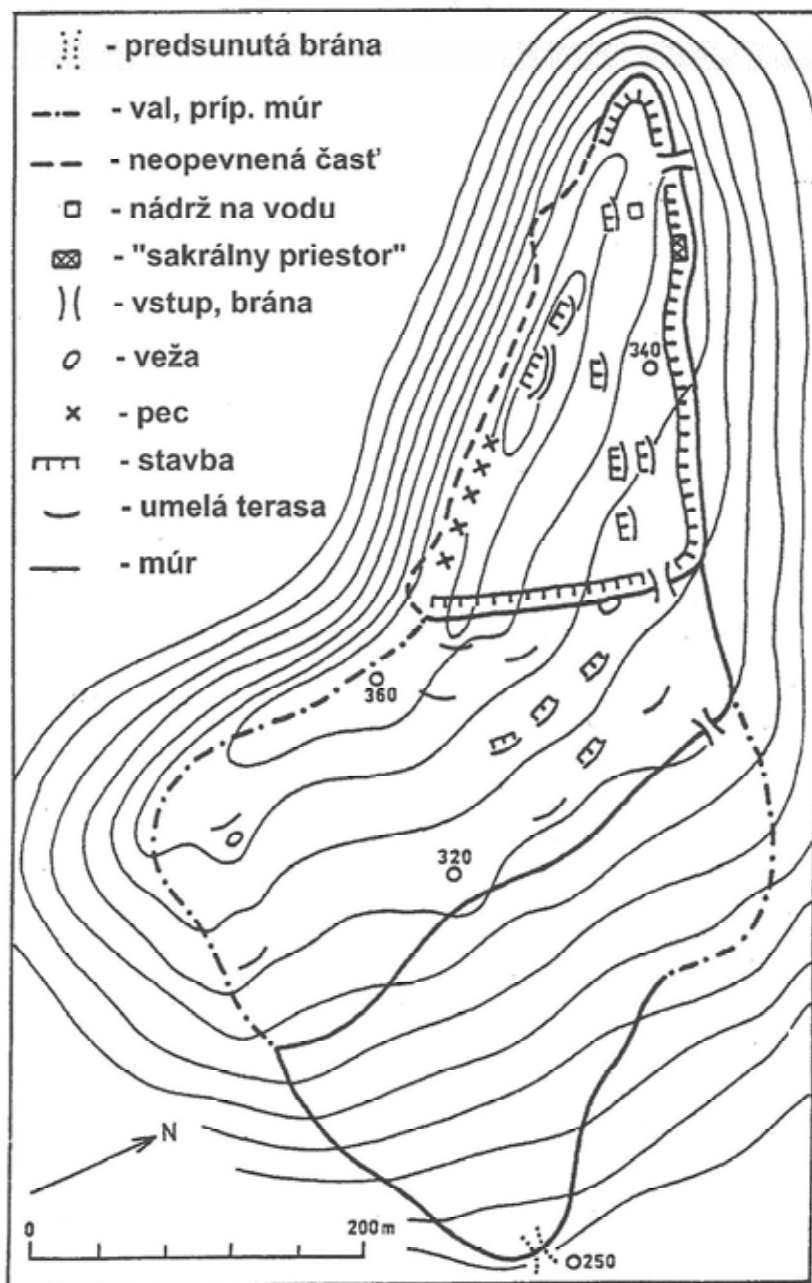 - predsunutá brána
- val, príp. múr
- neopevnená časť
- nádrž na vodu
- "sakrálny priestor"
- vstup, brána
- veža
- pec
- stavba
- umelá terasa
- múr
340
360
320
N
0 200m
250